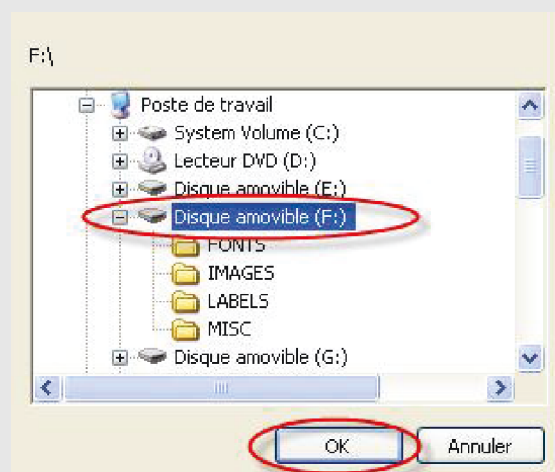 F:\
Poste de travail
System Volume (C:)
Lecteur DVD (D:)
Disque amovible (E:)
Disque amovible (F:)
FONTS
IMAGES
LABELS
MISC
Disque amovible (G:)
OK Annuler